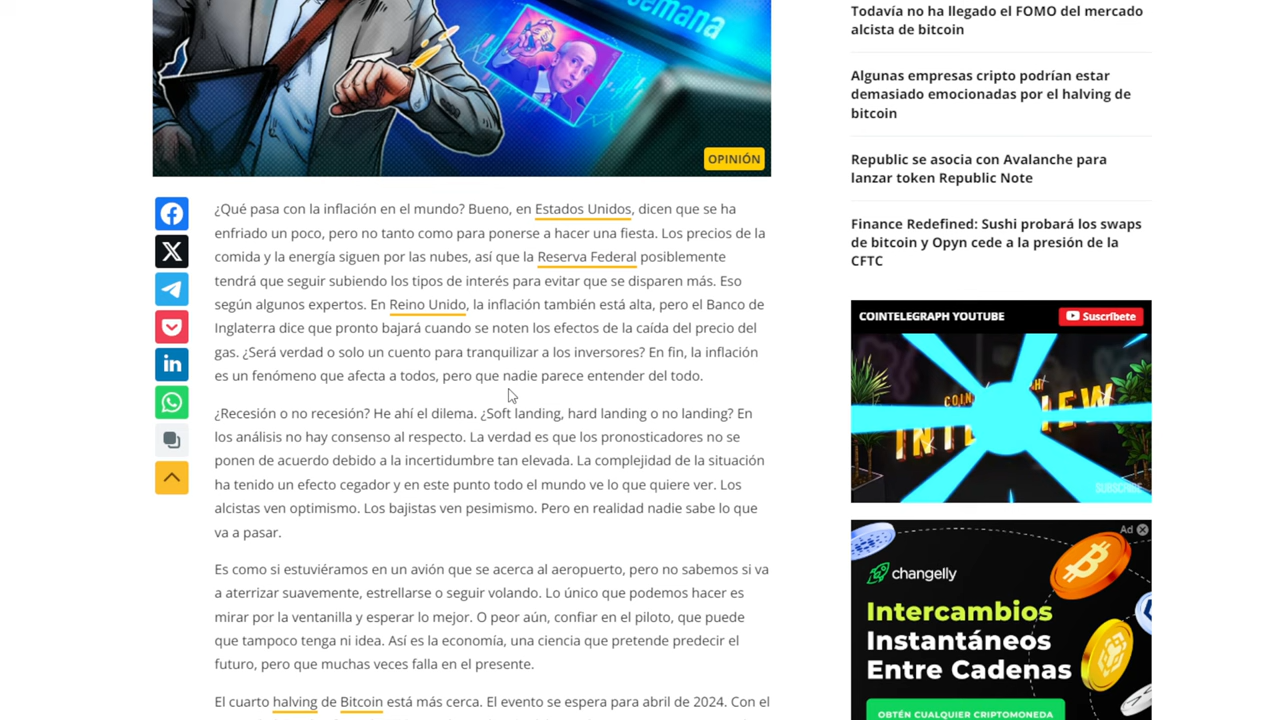 Semana
OPINIÓN
¿Qué pasa con la inflación en el mundo? Bueno, en Estados Unidos, dicen que se ha
enfriado un poco, pero no tanto como para ponerse a hacer una fiesta. Los precios de la
comida y la energía siguen por las nubes, así que la Reserva Federal posiblemente
tendrá que seguir subiendo los tipos de interés para evitar que se disparen más. Eso
según algunos expertos. En Reino Unido, la inflación también está alta, pero el Banco de
Inglaterra dice que pronto bajará cuando se noten los efectos de la caída del precio del
gas. ¿Será verdad o solo un cuento para tranquilizar a los inversores? En fin, la inflación
es un fenómeno que afecta a todos, pero que nadie parece entender del todo.
¿Recesión o no recesión? He ahí el dilema. ¿Soft landing, hard landing o no landing? En
los análisis no hay consenso al respecto. La verdad es que los pronosticadores no se
ponen de acuerdo debido a la incertidumbre tan elevada. La complejidad de la situación
ha tenido un efecto cegador y en este punto todo el mundo ve lo que quiere ver. Los
alcistas ven optimismo. Los bajistas ven pesimismo. Pero en realidad nadie sabe lo que
va a pasar.
Es como si estuviéramos en un avión que se acerca al aeropuerto, pero no sabemos si va
a aterrizar suavemente, estrellarse o seguir volando. Lo único que podemos hacer es
mirar por la ventanilla y esperar lo mejor. O peor aún, confiar en el piloto, que puede
que tampoco tenga ni idea. Así es la economía, una ciencia que pretende predecir el
futuro, pero que muchas veces falla en el presente.
El cuarto halving de Bitcoin está más cerca. El evento se espera para abril de 2024. Con el
Todavía no ha llegado el FOMO del mercado
alcista de bitcoin
Algunas empresas cripto podrían estar
demasiado emocionadas por el halving de
bitcoin
Republic se asocia con Avalanche para
lanzar token Republic Note
Finance Redefined: Sushi probará los swaps
de bitcoin y Opyn cede a la presión de la
CFTC
COINTELEGRAPH YOUTUBE
Suscríbete
COIN
SUBSCRIBE
Ad
changelly
Intercambios
Instantáneos
Entre Cadenas
OBTÉN CUALQUIER CRIPTOMONEDA